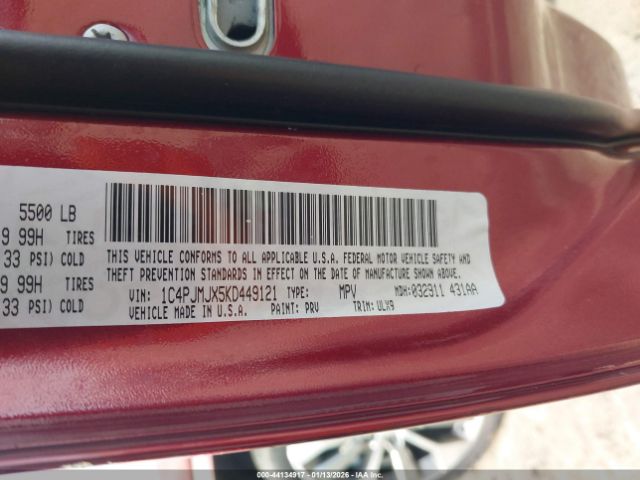 5500 LB
9 99H TIRES
33 PSI) COLD
9 99H TIRES
33 PSI) COLD
THIS VEHICLE CONFORMS TO ALL APPLICABLE U.S.A. FEDERAL MOTOR VEHICLE SAFETY AND
THEFT PREVENTION STANDARDS IN EFFECT ON THE DATE OF MANUFACTURE SHOWN ABOVE.
VIN: 1C4PJMJX5KD449121 TYPE: MPV MDH:032911 431AA
VEHICLE MADE IN U.S.A. PAINT: PRV TRIM: ULX9
000-44134917 - 01/13/2026 - IAAI.COM